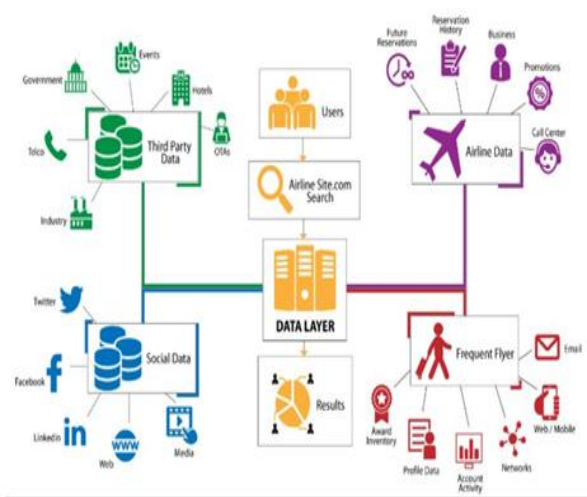 Events
Government
Hotels
Third Party
Data
OTAs
Telco
Industry
Users
Airline Site.com
Search
DATA LAYER
Results
Future
Reservations
Reservation
History
Business
Promotions
Airline Data
Call Center
Twitter
Social Data
Facebook
LinkedIn
in
Web
WWW
Media
Frequent Flyer
Email
Award
Inventory
Web / Mobile
Profile Data
Account
Activity
Networks